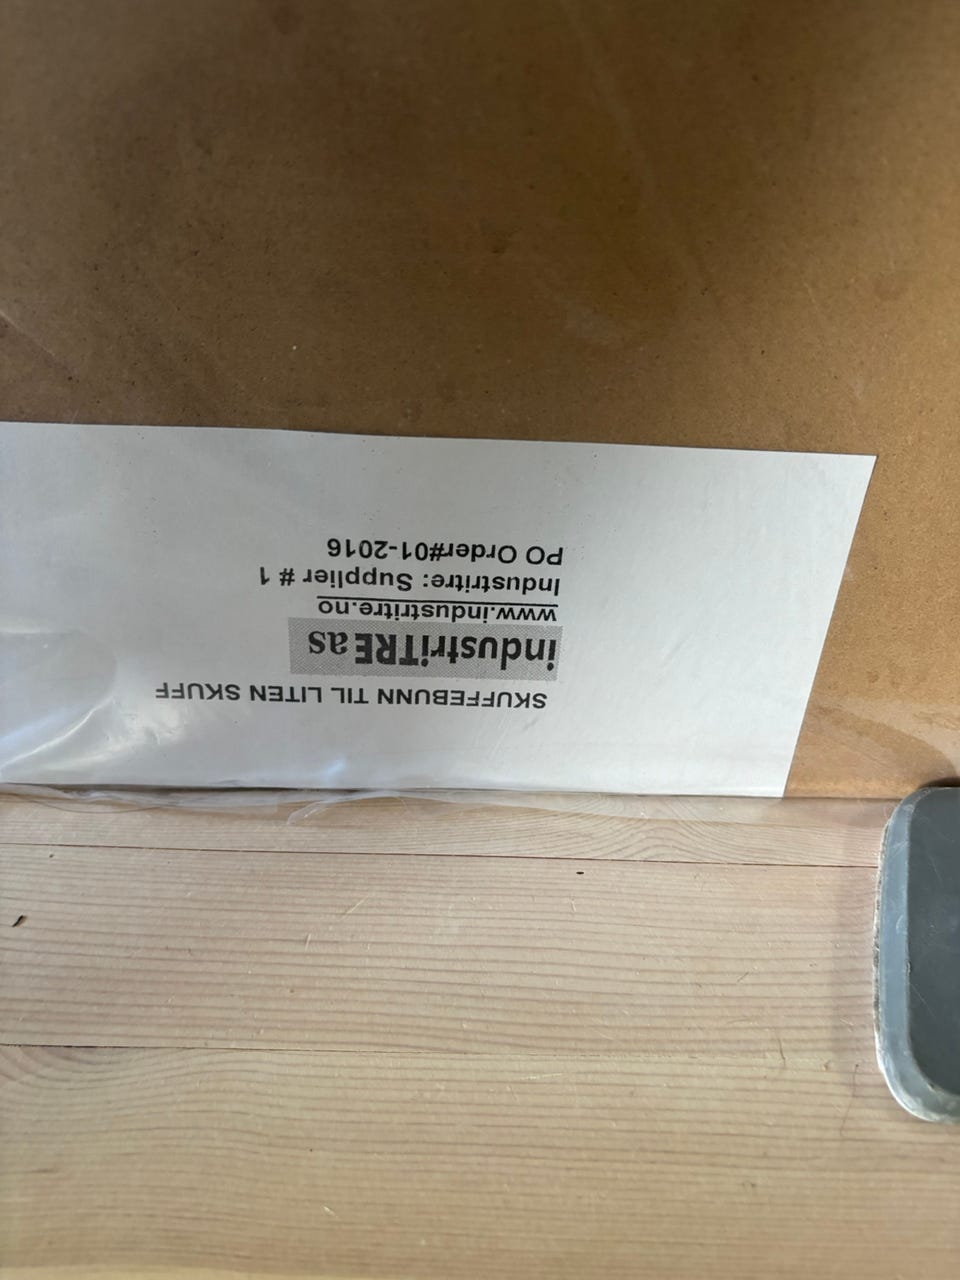 SKUFFEBUNN TIL LITEN SKUFF
industriTRE as
www.industritre.no
Industritre: Supplier # 1
PO Order#01-2016